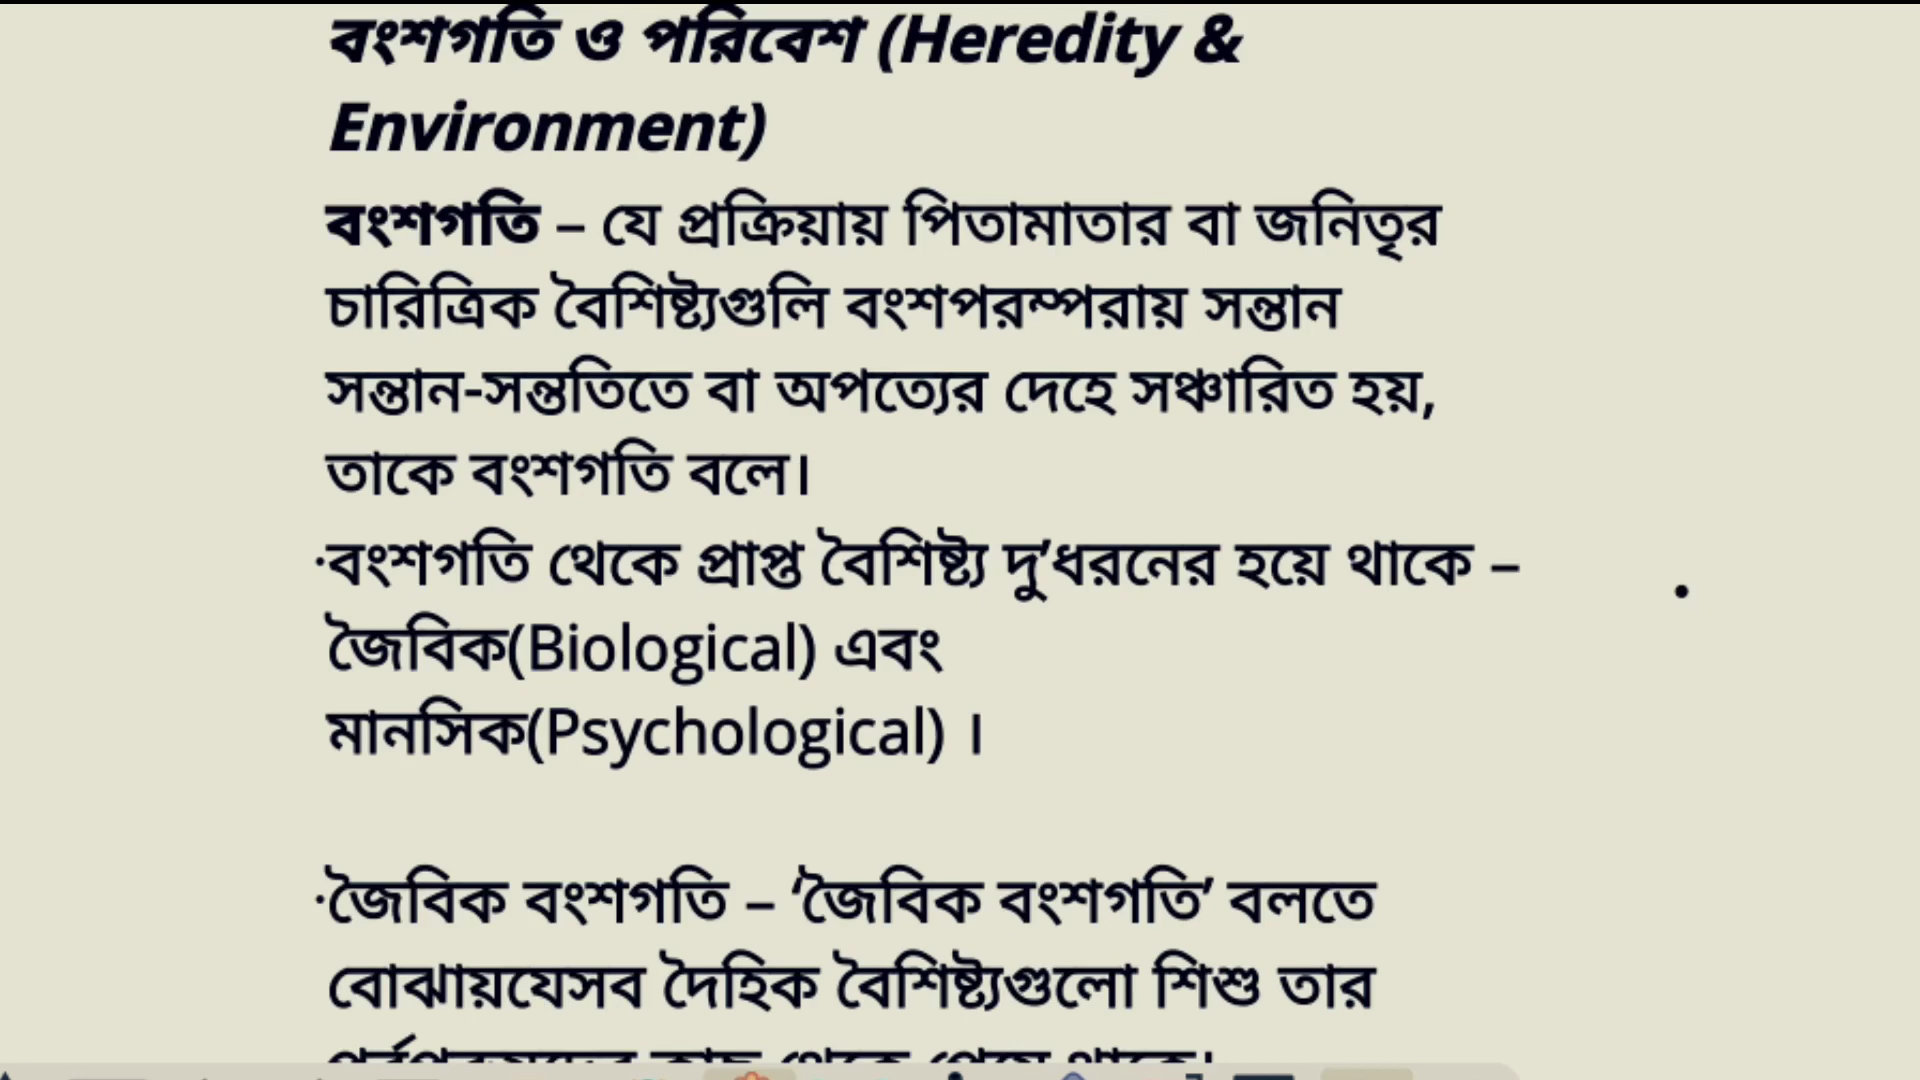 বংশগতি ও পরিবেশ (Heredity &
Environment)
বংশগতি – যে প্রক্রিয়ায় পিতামাতার বা জনিতৃর
চারিত্রিক বৈশিষ্ট্যগুলি বংশপরম্পরায় সন্তান
সন্তান-সন্ততিতে বা অপত্যের দেহে সঞ্চারিত হয়,
তাকে বংশগতি বলে।
·বংশগতি থেকে প্রাপ্ত বৈশিষ্ট্য দু’ধরনের হয়ে থাকে –
জৈবিক(Biological) এবং
মানসিক(Psychological) ।
·জৈবিক বংশগতি – ‘জৈবিক বংশগতি’ বলতে
বোঝায়যেসব দৈহিক বৈশিষ্ট্যগুলো শিশু তার